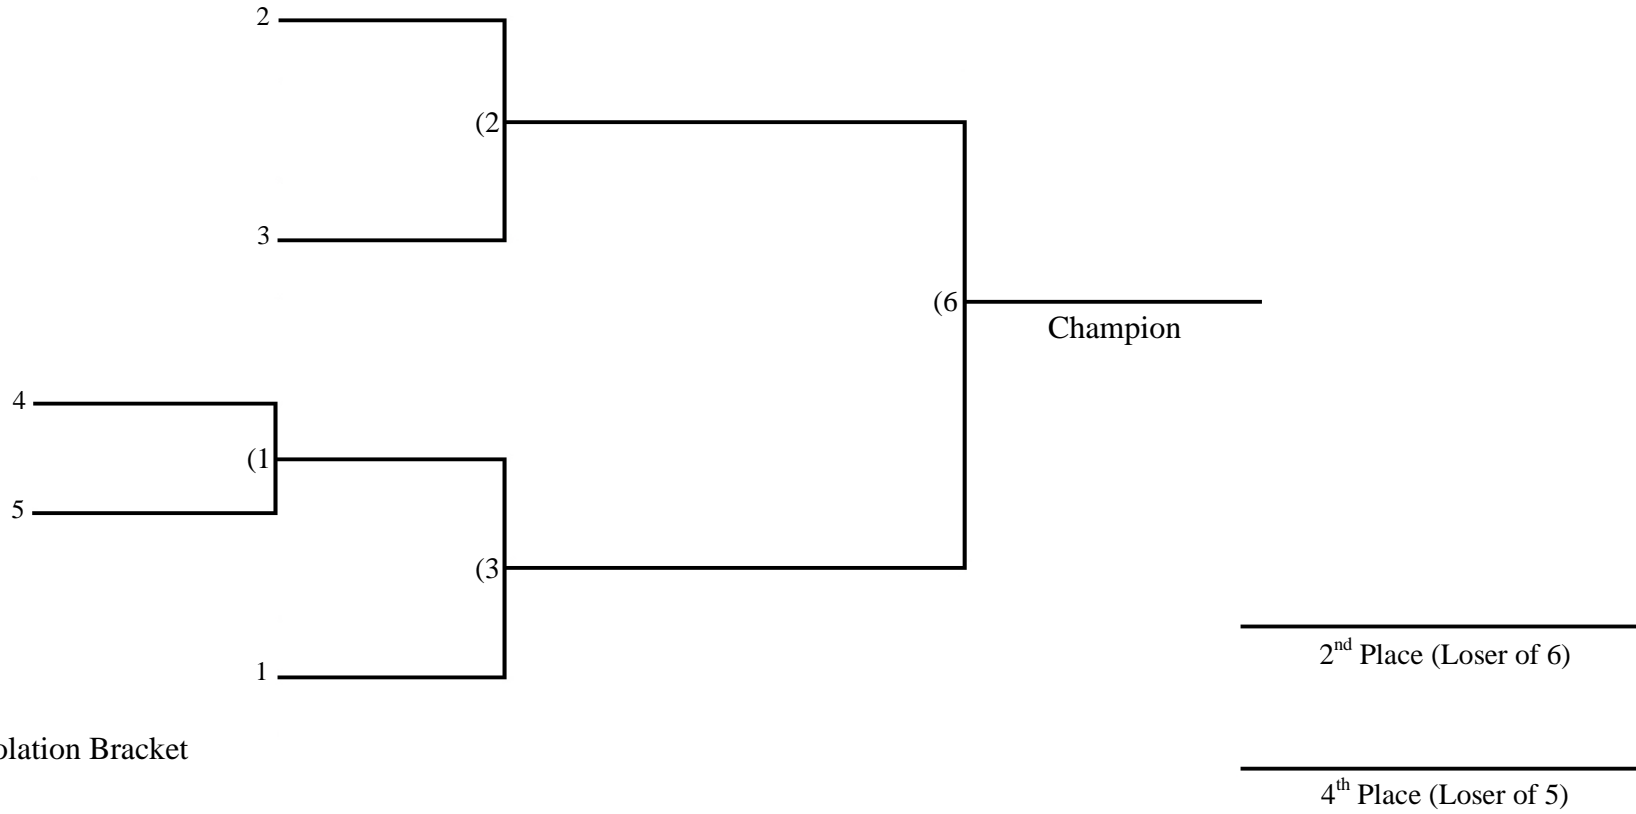 2
(2
3
(6
Champion
4
(1
5
(3
1
2nd Place (Loser of 6)
olation Bracket
4th Place (Loser of 5)